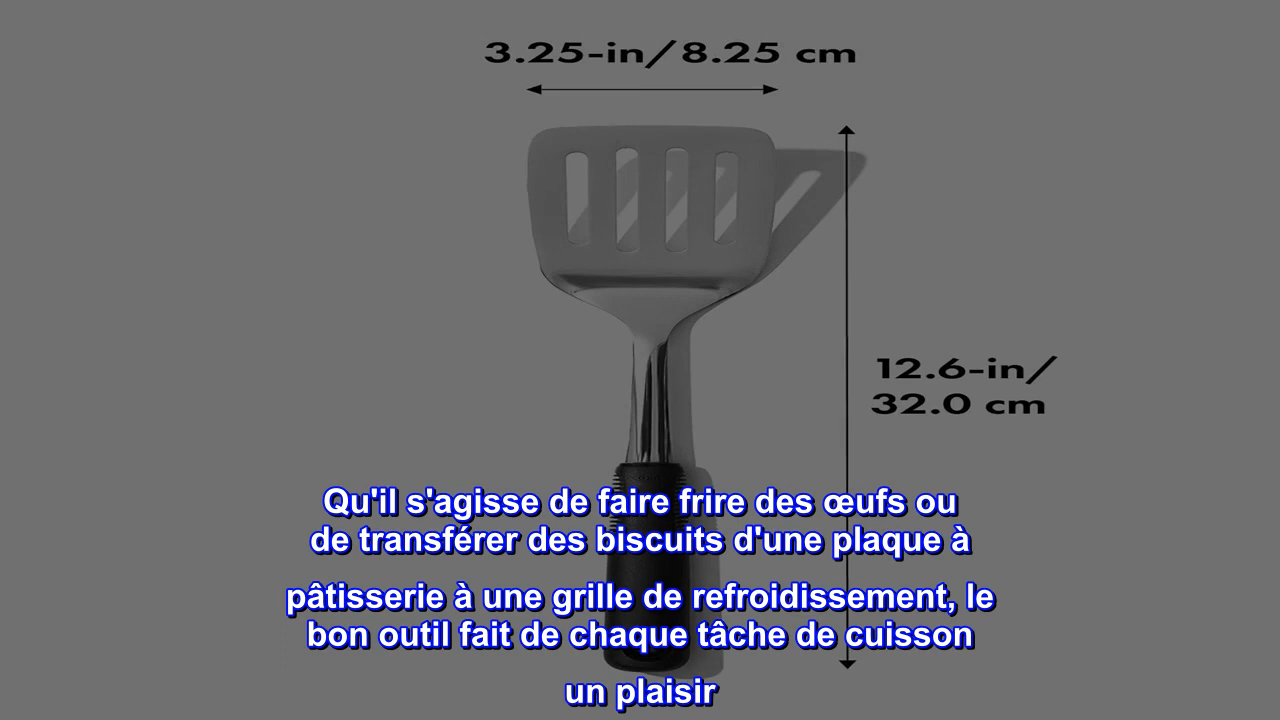 3.25-in/8.25 cm
12.6-in/
32.0 cm
Qu'il s'agisse de faire frire des œufs ou
de transférer des biscuits d'une plaque à
pâtisserie à une grille de refroidissement, le
bon outil fait de chaque tâche de cuisson
un plaisir